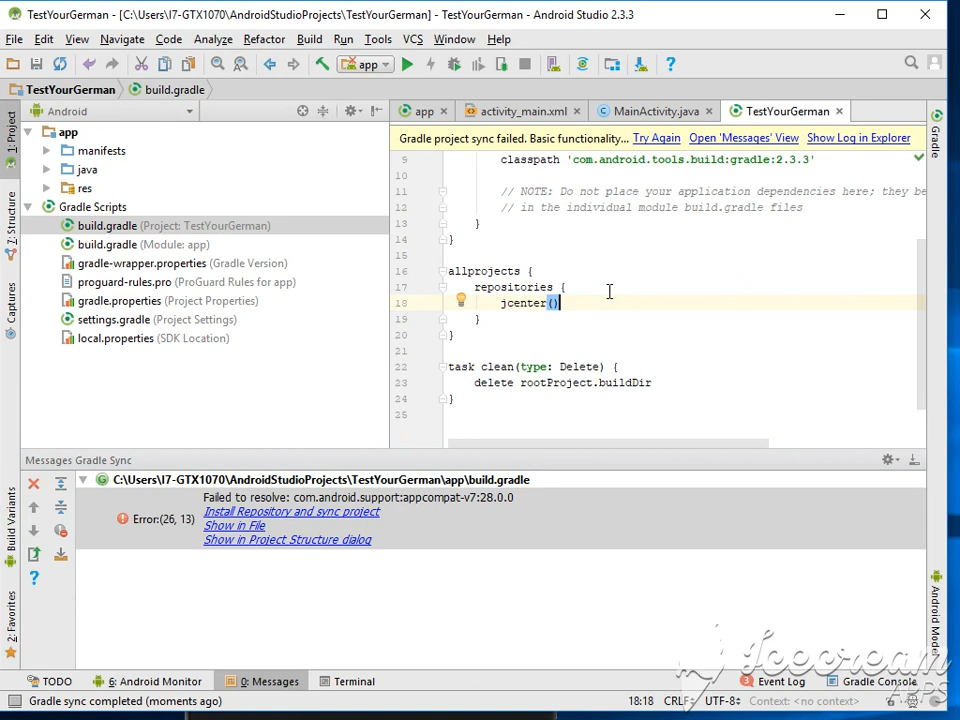 TestYourGerman - [C:\Users\I7-GTX1070\AndroidStudioProjects\TestYourGerman] - TestYourGerman - Android Studio 2.3.3
File Edit View Navigate Code Analyze Refactor Build Run Tools VCS Window Help
app
TestYourGerman build.gradle
Android
app activity_main.xml MainActivity.java TestYourGerman
1: Project
7: Structure
Captures
Build Variants
2: Favorites
app
manifests
java
res
Gradle Scripts
build.gradle (Project: TestYourGerman)
build.gradle (Module: app)
gradle-wrapper.properties (Gradle Version)
proguard-rules.pro (ProGuard Rules for app)
gradle.properties (Project Properties)
settings.gradle (Project Settings)
local.properties (SDK Location)
Gradle project sync failed. Basic functionality... Try Again Open 'Messages' View Show Log in Explorer
9 classpath 'com.android.tools.build:gradle:2.3.3'
10
11 // NOTE: Do not place your application dependencies here; they be
12 // in the individual module build.gradle files
13 }
14 }
15
16 allprojects {
17 repositories {
18 jcenter()
19 }
20 }
21
22 task clean(type: Delete) {
23 delete rootProject.buildDir
24 }
25
Gradle
Android Model
Messages Gradle Sync
C:\Users\I7-GTX1070\AndroidStudioProjects\TestYourGerman\app\build.gradle
Error:(26, 13) Failed to resolve: com.android.support:appcompat-v7:28.0.0
Install Repository and sync project
Show in File
Show in Project Structure dialog
TODO 6: Android Monitor 0: Messages Terminal 3 Event Log Gradle Console
Gradle sync completed (moments ago) 18:18 CRLF UTF-8 Context: <no context>
Icecream
APPS